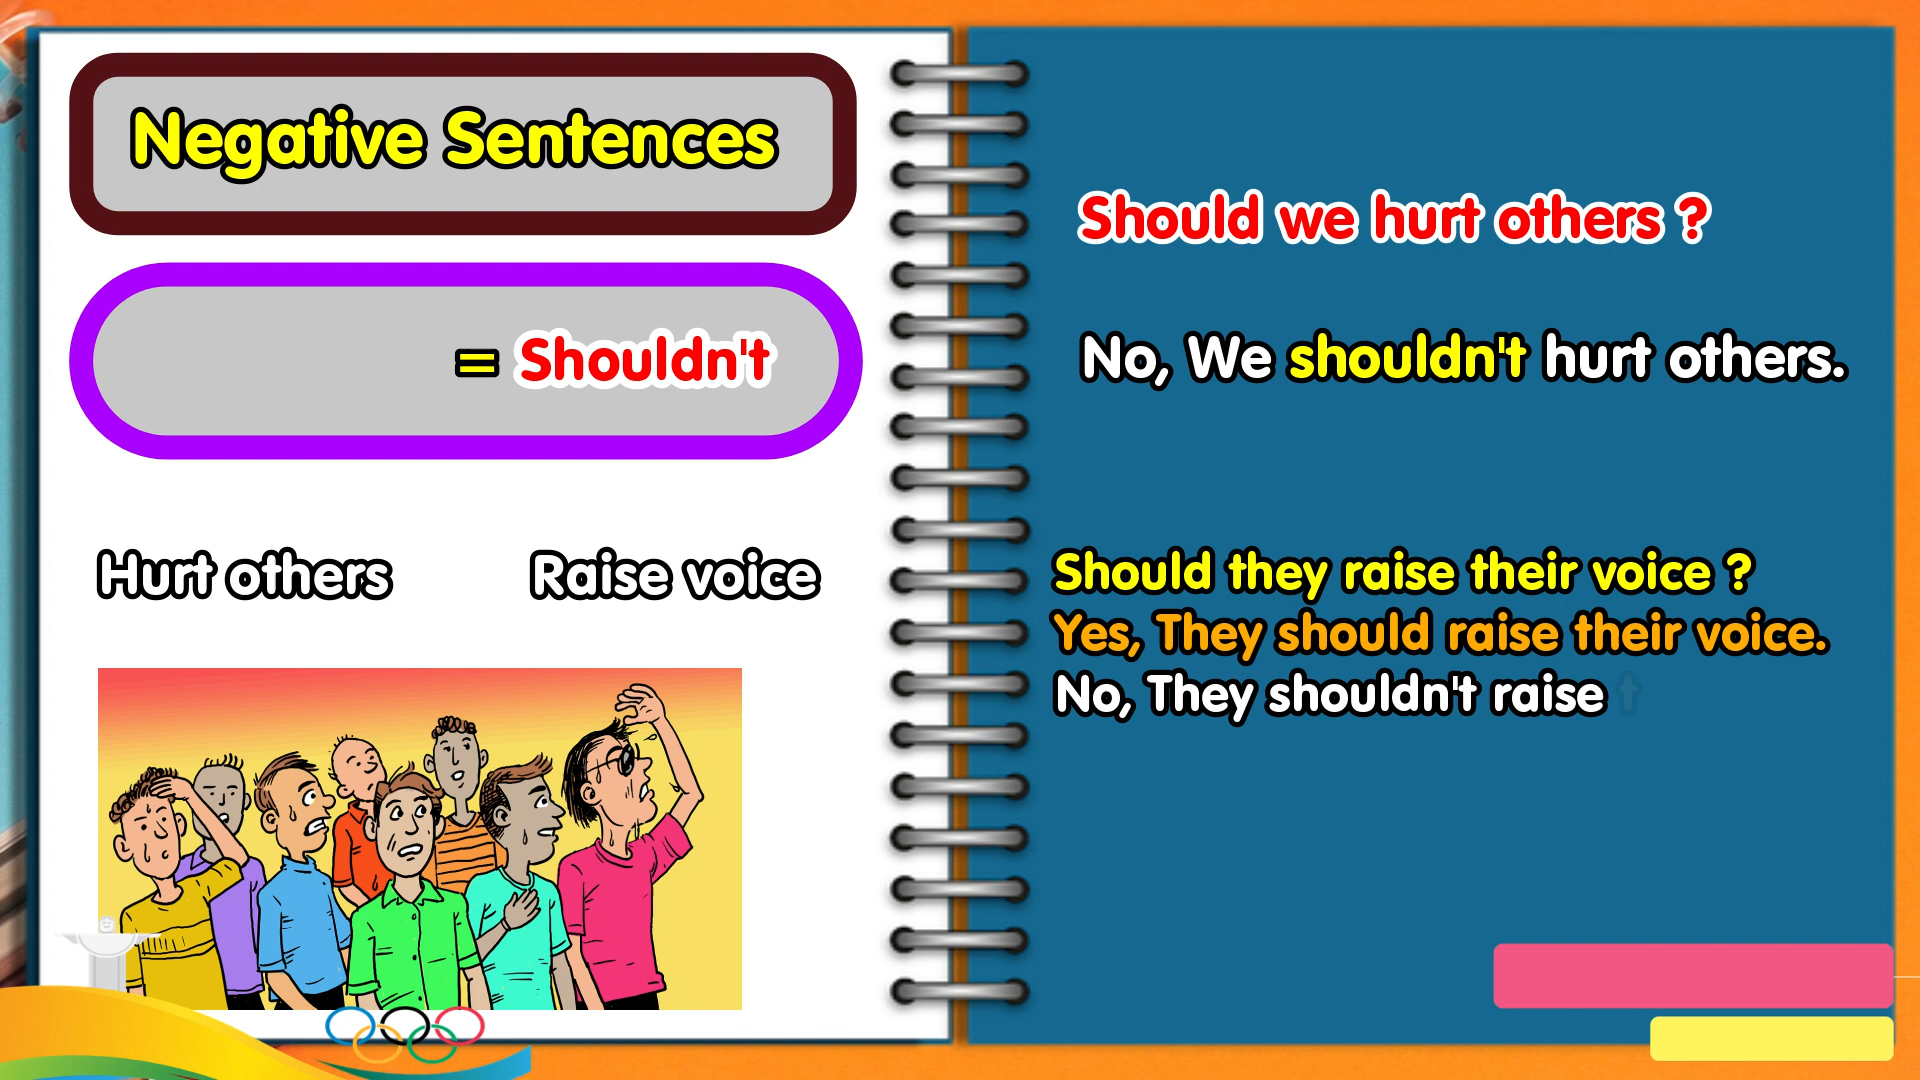 Negative Sentences
= Shouldn't
Hurt others
Raise voice
Should we hurt others ?
No, We shouldn't hurt others.
Should they raise their voice ?
Yes, They should raise their voice.
No, They shouldn't raise t